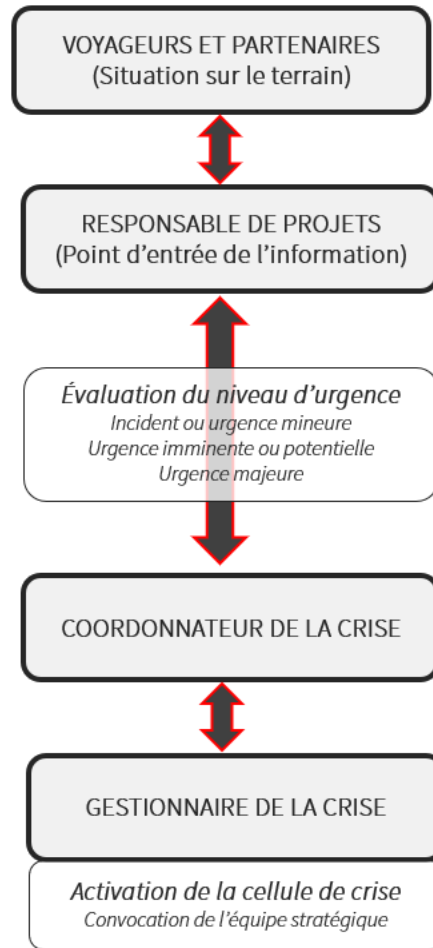 VOYAGEURS ET PARTENAIRES
(Situation sur le terrain)
RESPONSABLE DE PROJETS
(Point d’entrée de l’information)
Évaluation du niveau d’urgence
Incident ou urgence mineure
Urgence imminente ou potentielle
Urgence majeure
COORDONNATEUR DE LA CRISE
GESTIONNAIRE DE LA CRISE
Activation de la cellule de crise
Convocation de l’équipe stratégique